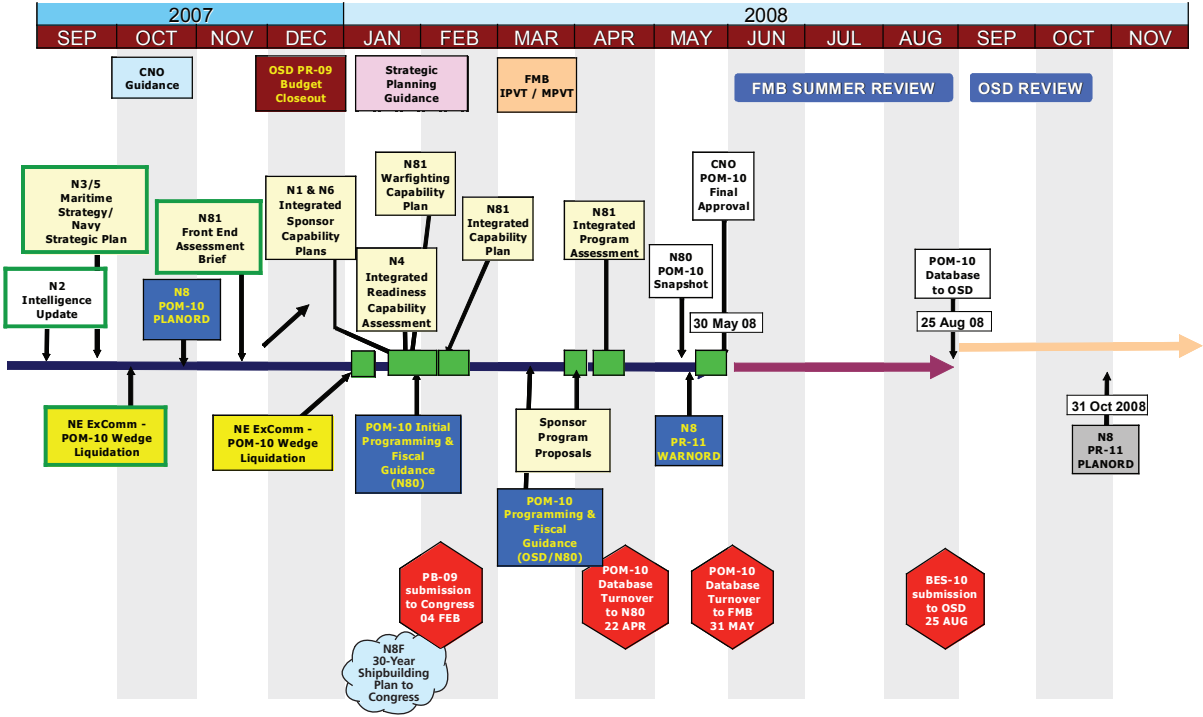 2007
2008
SEP
OCT
NOV
DEC
JAN
FEB
MAR
APR
MAY
JUN
JUL
AUG
SEP
OCT
NOV
CNO
Guidance
OSD PR-09
Budget
Closeout
Strategic
Planning
Guidance
FMB
IPVT / MPVT
FMB SUMMER REVIEW
OSD REVIEW
N3/5
Maritime
Strategy/
Navy
Strategic Plan
N2
Intelligence
Update
N8
POM-10
PLANORD
N81
Front End
Assessment
Brief
N1 & N6
Integrated
Sponsor
Capability
Plans
N81
Warfighting
Capability
Plan
N4
Integrated
Readiness
Capability
Assessment
N81
Integrated
Capability
Plan
N81
Integrated
Program
Assessment
N80
POM-10
Snapshot
CNO
POM-10
Final
Approval
30 May 08
POM-10
Database
to OSD
25 Aug 08
NE ExComm -
POM-10 Wedge
Liquidation
NE ExComm -
POM-10 Wedge
Liquidation
POM-10 Initial
Programming &
Fiscal
Guidance
(N80)
Sponsor
Program
Proposals
POM-10
Programming &
Fiscal
Guidance
(OSD/N80)
N8
PR-11
WARNORD
31 Oct 2008
N8
PR-11
PLANORD
PB-09
submission
to Congress
04 FEB
POM-10
Database
Turnover
to N80
22 APR
POM-10
Database
Turnover
to FMB
31 MAY
BES-10
submission
to OSD
25 AUG
N8F
30-Year
Shipbuilding
Plan to
Congress